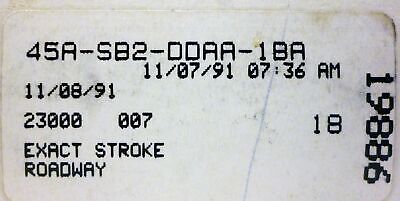 45A-SB2-DDAA-1BA
11/07/91 07:36 AM
11/08/91
23000 007 18
EXACT STROKE
ROADWAY
19886